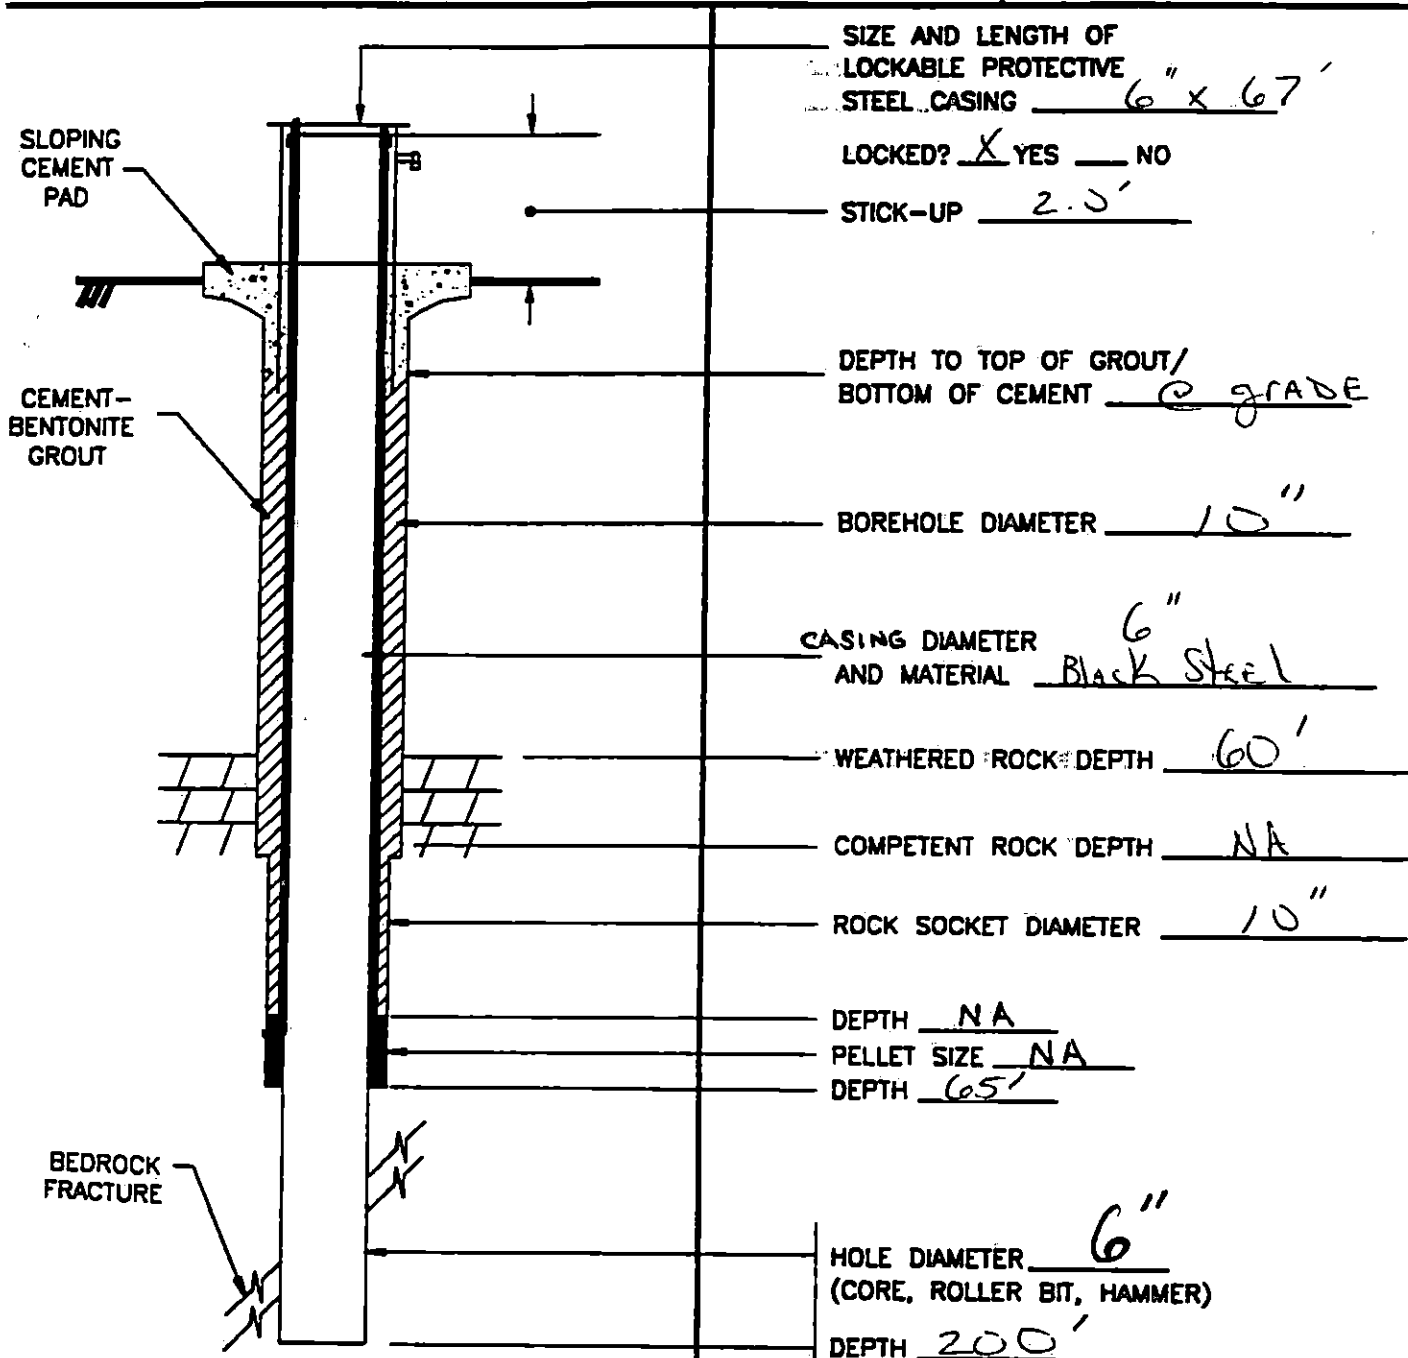 SIZE AND LENGTH OF
LOCKABLE PROTECTIVE
STEEL CASING 6" x 67'
LOCKED? X YES ___ NO
STICK-UP 2.0'
SLOPING
CEMENT
PAD
DEPTH TO TOP OF GROUT/
BOTTOM OF CEMENT @ grADE
CEMENT-
BENTONITE
GROUT
BOREHOLE DIAMETER 10"
CASING DIAMETER 6"
AND MATERIAL Black Steel
WEATHERED ROCK DEPTH 60'
COMPETENT ROCK DEPTH NA
ROCK SOCKET DIAMETER 10"
DEPTH NA
PELLET SIZE NA
DEPTH 65'
BEDROCK
FRACTURE
HOLE DIAMETER 6"
(CORE, ROLLER BIT, HAMMER)
DEPTH 200'